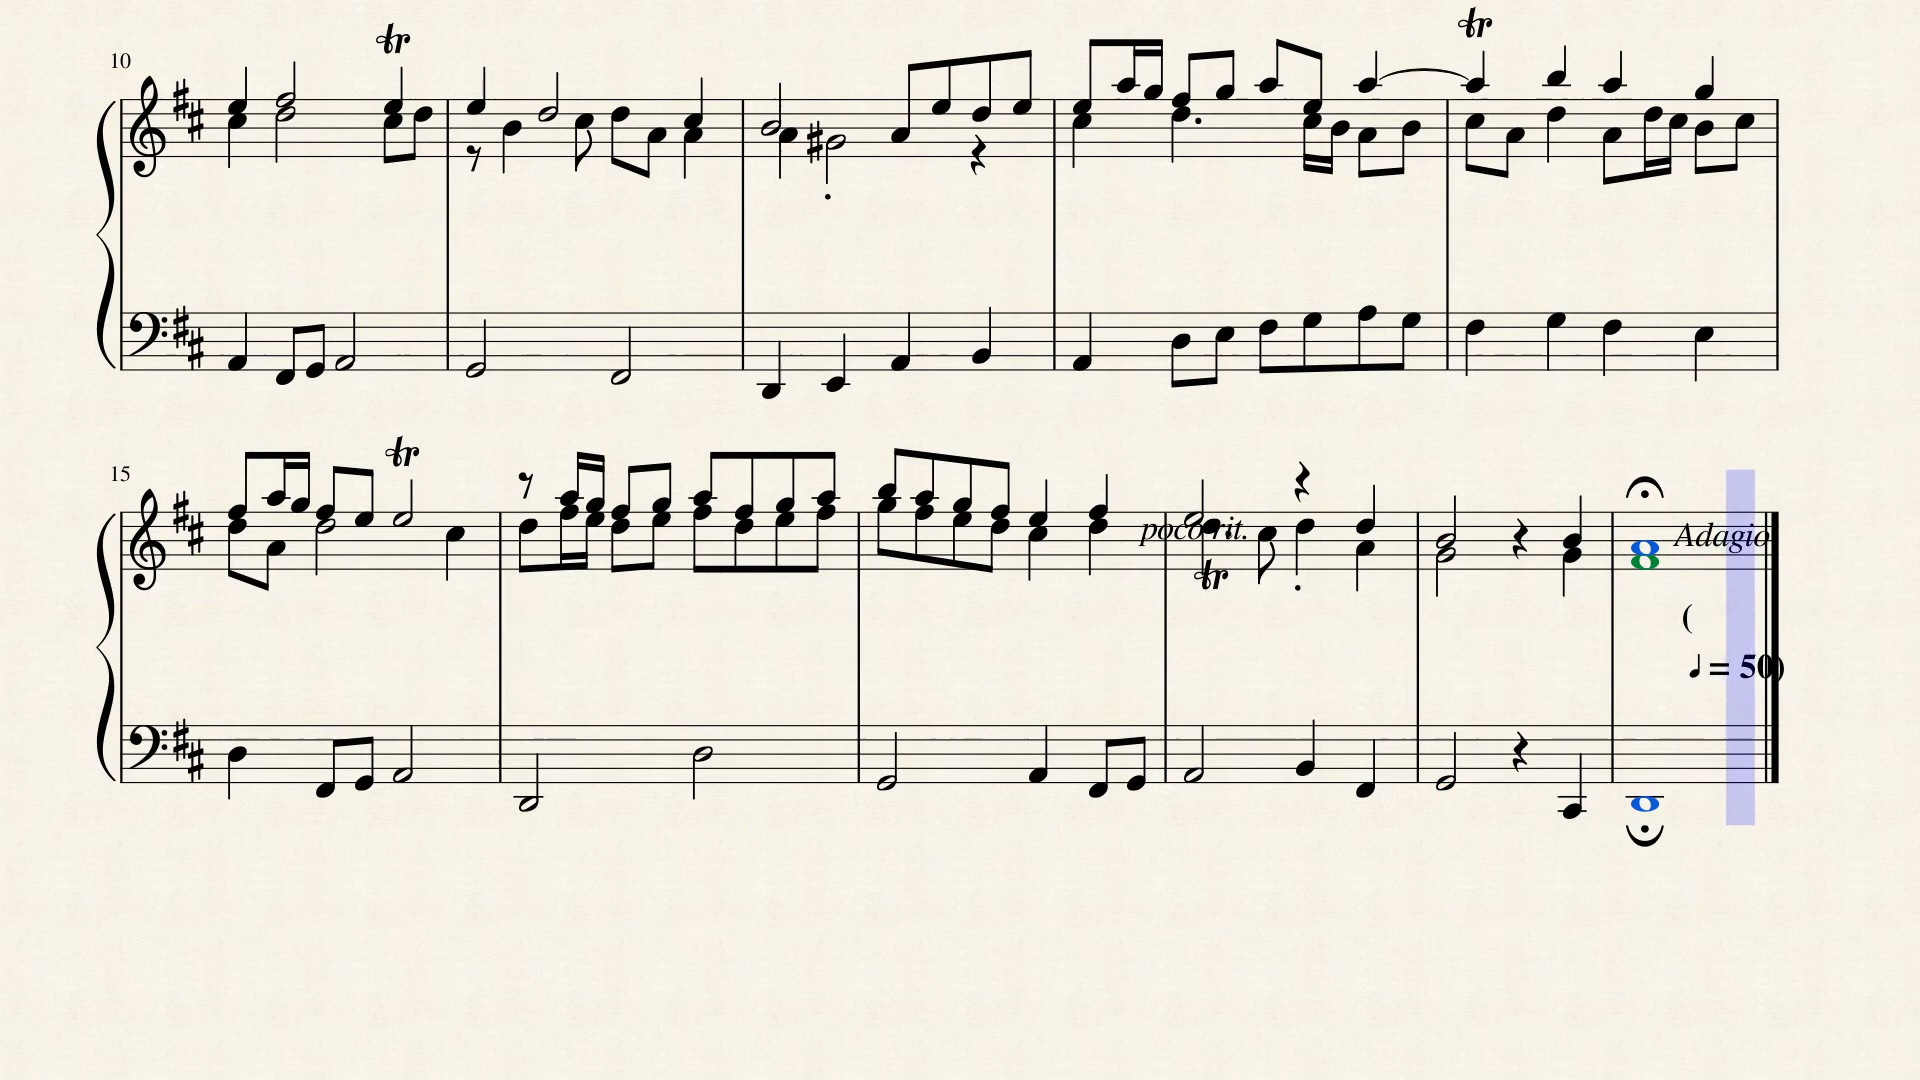 tr
tr
10
tr
15
poco rit.
Adagio
tr
(
♩ = 50)